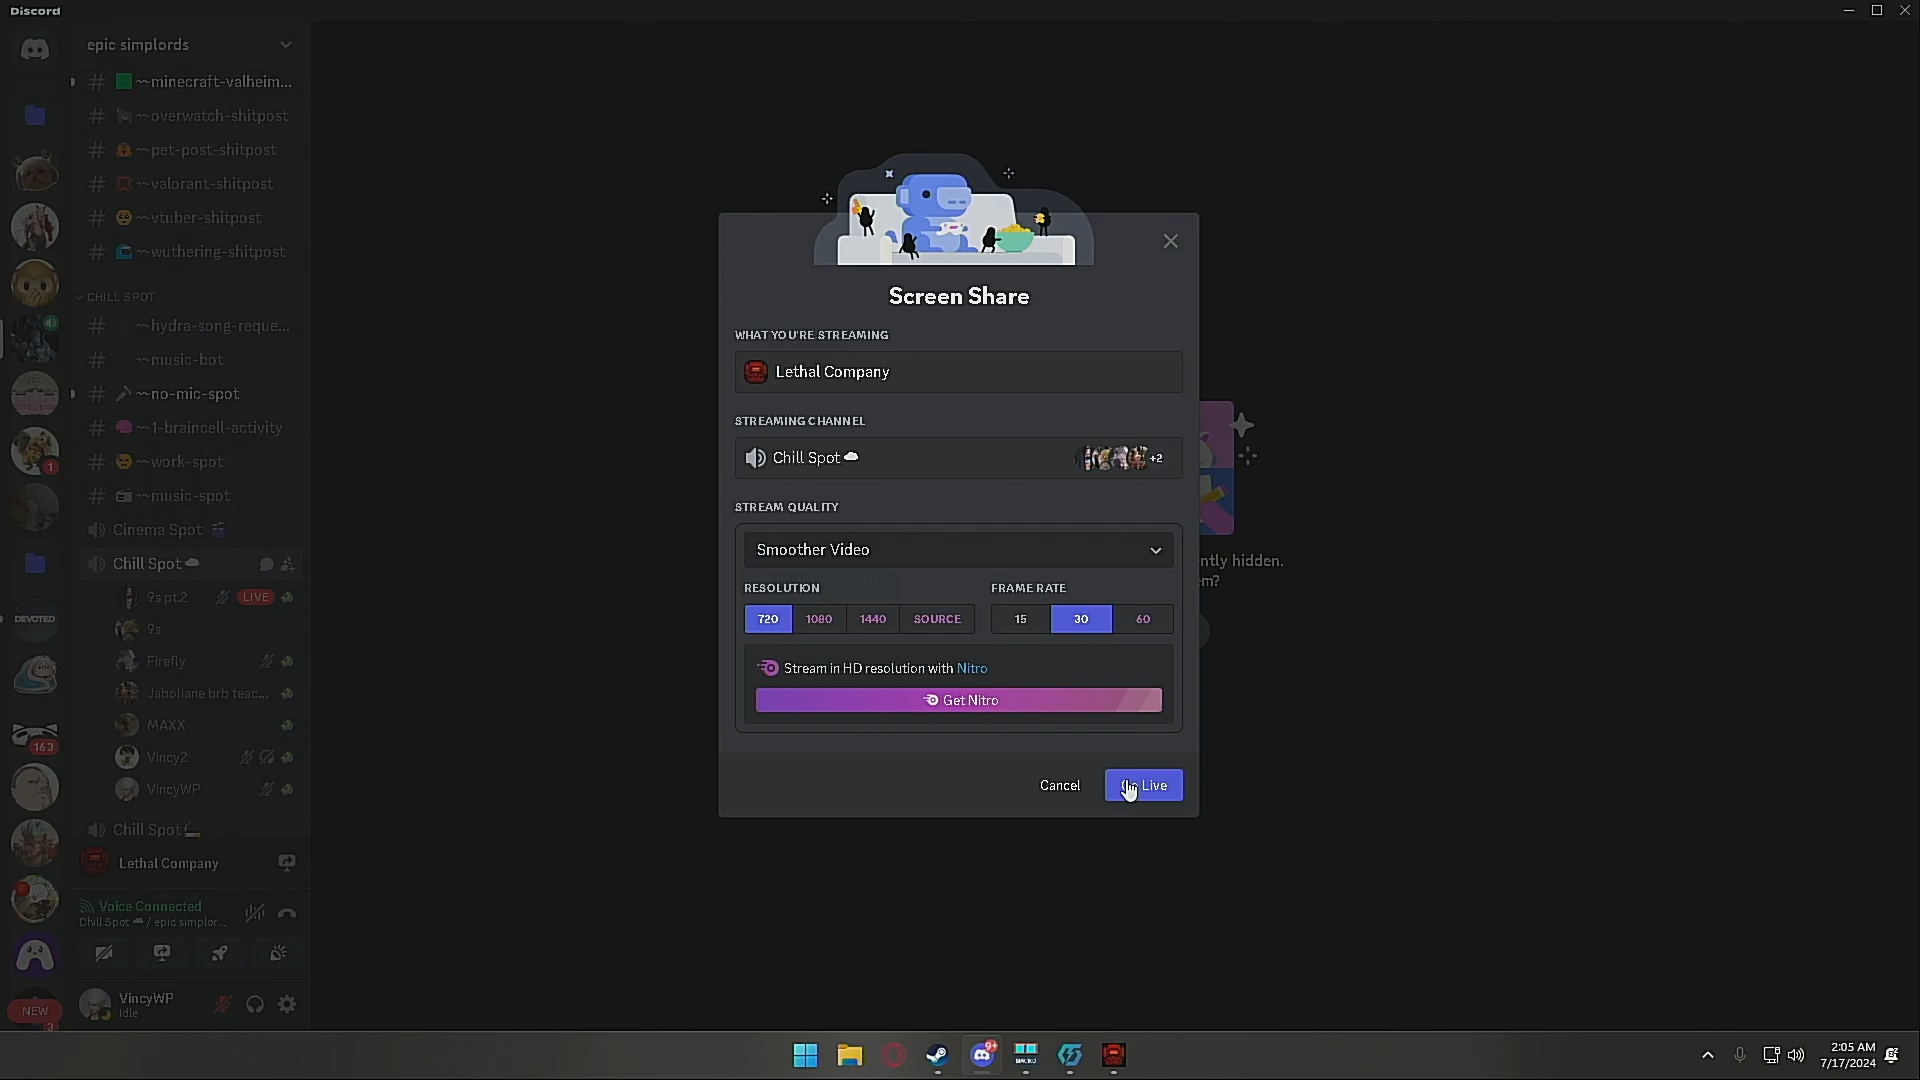 Discord
epic simplords
~~minecraft-valheim...
~~overwatch-shitpost
~~pet-post-shitpost
~~valorant-shitpost
~~vtuber-shitpost
~~wuthering-shitpost
CHILL SPOT
~~hydra-song-reque...
~~music-bot
~~no-mic-spot
~~1-braincell-activity
~~work-spot
~~music-spot
Cinema Spot
Chill Spot
9s pt.2 LIVE
9s
Firefly
Jabollane brb teac...
MAXX
Vincy2
VincyWP
Chill Spot
Lethal Company
Voice Connected
Chill Spot / epic simplor...
VincyWP
Idle
1
DEVOTED
163
NEW
3
Screen Share
WHAT YOU'RE STREAMING
Lethal Company
STREAMING CHANNEL
Chill Spot +2
STREAM QUALITY
Smoother Video
RESOLUTION FRAME RATE
720 1080 1440 SOURCE 15 30 60
Stream in HD resolution with Nitro
Get Nitro
Cancel Live
ntly hidden.
m?
9+
2:05 AM
7/17/2024